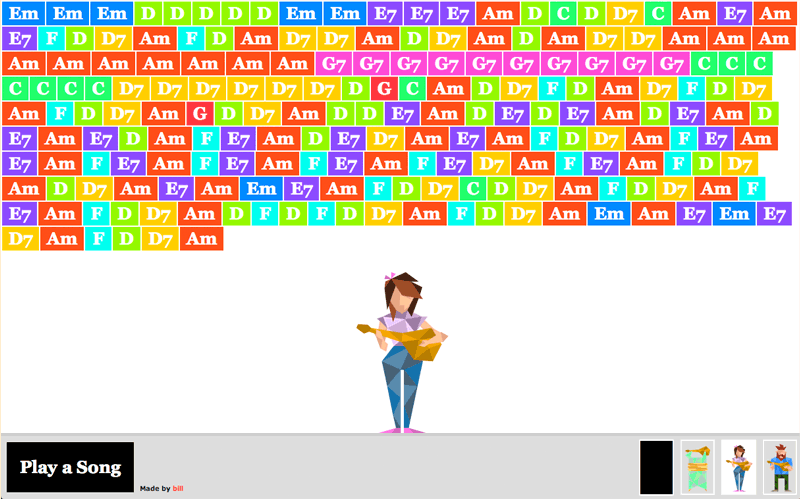 Em Em Em D D D D D Em Em Em E7 E7 E7 Am D C D D7 C Am E7 Am
E7 F D D7 Am F D Am D7 D7 Am D D7 Am D Am D7 D7 Am Am Am
Am Am Am Am Am Am Am G7 G7 G7 G7 G7 G7 G7 G7 G7 G7 C C C
C C C C D7 D7 D7 D7 D7 D7 D G C Am D D7 F D Am D7 F D D7
Am F D D7 Am G D D7 Am D D E7 Am D E7 D E7 Am D E7 Am D
E7 Am E7 D Am F E7 Am D E7 D7 Am E7 Am F D D7 Am F E7 Am
E7 Am F E7 Am F E7 Am F E7 Am F E7 D7 Am F E7 Am F D D7
Am D D7 Am E7 Am Em E7 Am F D D7 C D D7 Am F D D7 Am F
E7 Am F D D7 Am D F D F D D7 Am F D D7 Am Em Am E7 Em E7
D7 Am F D D7 Am
Play a Song
Made by bill